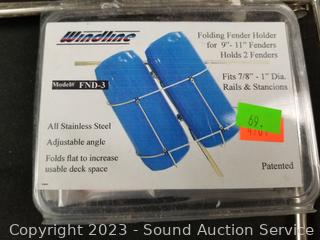 Windline
Folding Fender Holder
for 9"- 11" Fenders
Holds 2 Fenders
Model# FND-3
Fits 7/8" - 1" Dia.
Rails & Stancions
69.
All Stainless Steel
Adjustable angle
Folds flat to increase
usable deck space
Patented
Copyright © 2023 - Sound Auction Service